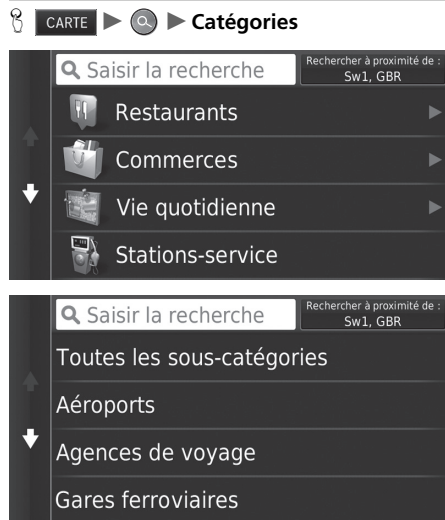 CARTE Catégories
Saisir la recherche
Rechercher à proximité de :
Sw1, GBR
Restaurants
Commerces
Vie quotidienne
Stations-service
Saisir la recherche
Rechercher à proximité de :
Sw1, GBR
Toutes les sous-catégories
Aéroports
Agences de voyage
Gares ferroviaires